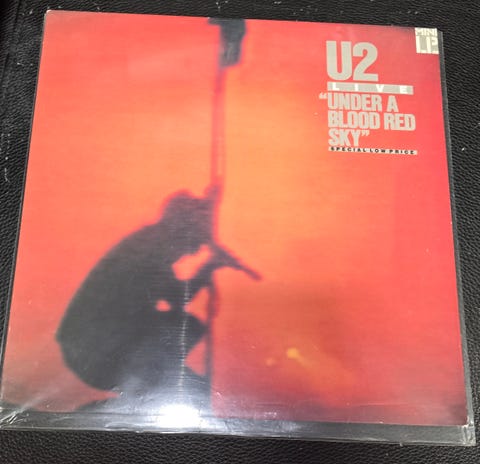 MINI
LP
U2
LIVE
“UNDER A
BLOOD RED
SKY”
SPECIAL LOW PRICE